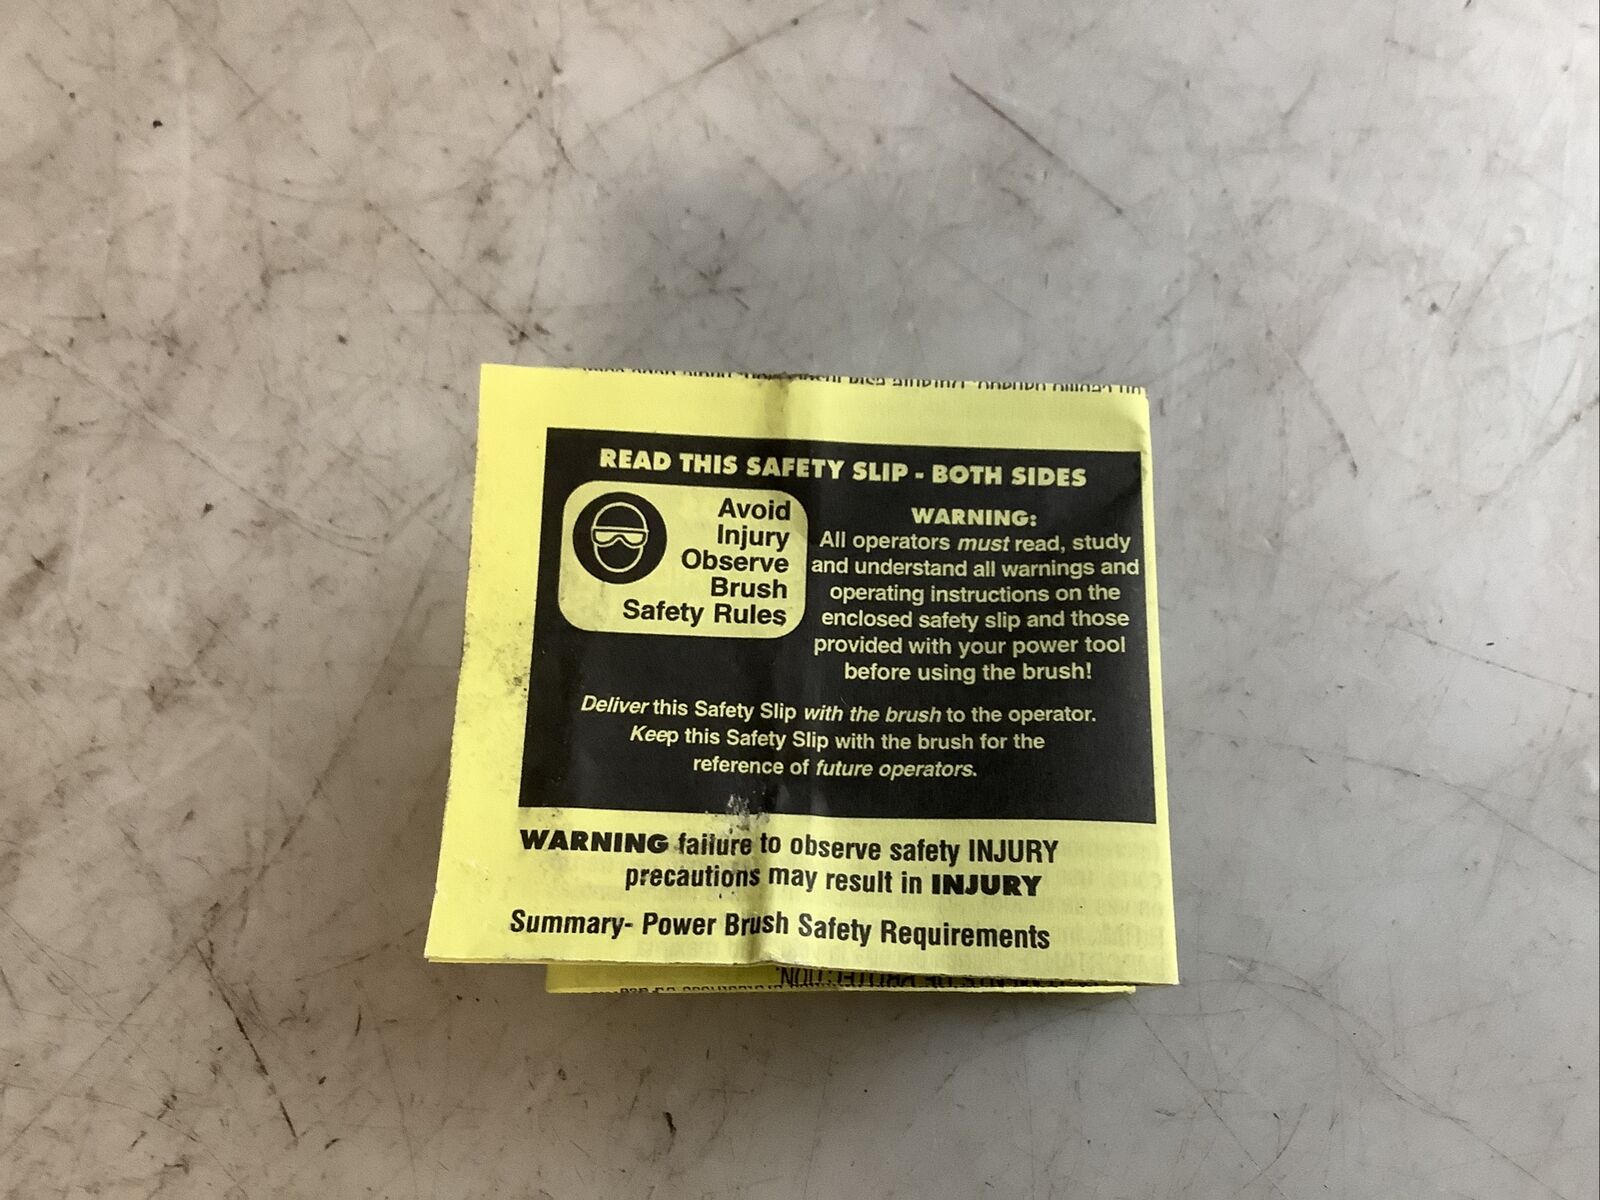 READ THIS SAFETY SLIP - BOTH SIDES
Avoid
Injury
Observe
Brush
Safety Rules
WARNING:
All operators must read, study
and understand all warnings and
operating instructions on the
enclosed safety slip and those
provided with your power tool
before using the brush!
Deliver this Safety Slip with the brush to the operator.
Keep this Safety Slip with the brush for the
reference of future operators.
WARNING failure to observe safety INJURY
precautions may result in INJURY
Summary- Power Brush Safety Requirements